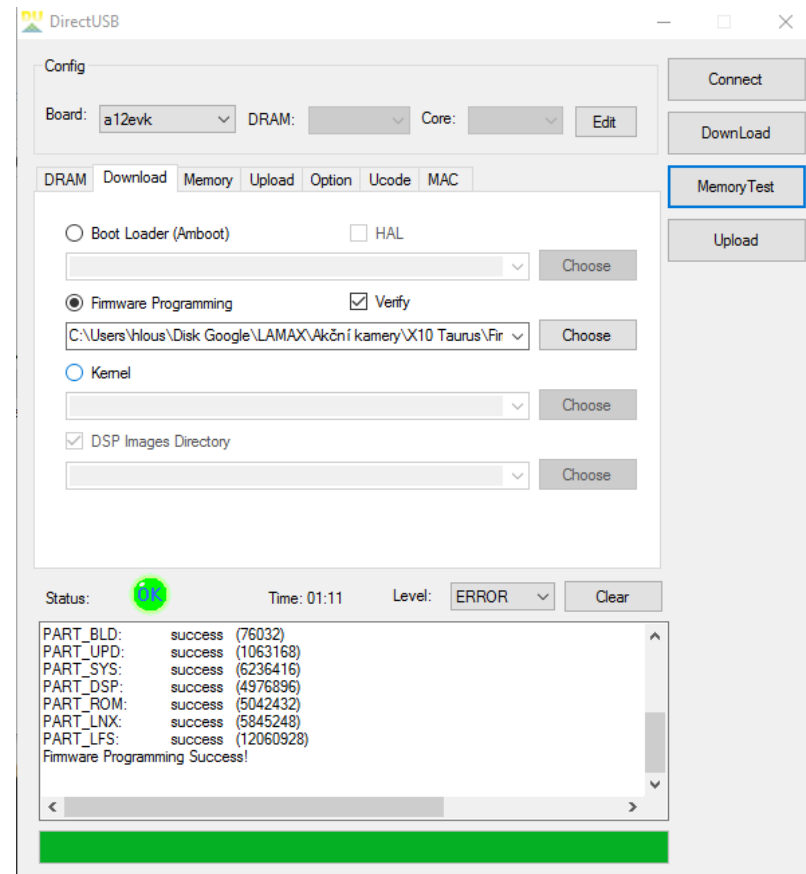 DU DirectUSB
Config
Connect
Board: a12evk DRAM: Core: Edit
DownLoad
DRAM Download Memory Upload Option Ucode MAC
MemoryTest
Boot Loader (Amboot) HAL
Upload
Choose
Firmware Programming Verify
C:\Users\hlous\Disk Google\LAMAX\Akční kamery\X10 Taurus\Fir Choose
Kernel
Choose
DSP Images Directory
Choose
Status: OK Time: 01:11 Level: ERROR Clear
PART_BLD: success (76032)
PART_UPD: success (1063168)
PART_SYS: success (6236416)
PART_DSP: success (4976896)
PART_ROM: success (5042432)
PART_LNX: success (5845248)
PART_LFS: success (12060928)
Firmware Programming Success!